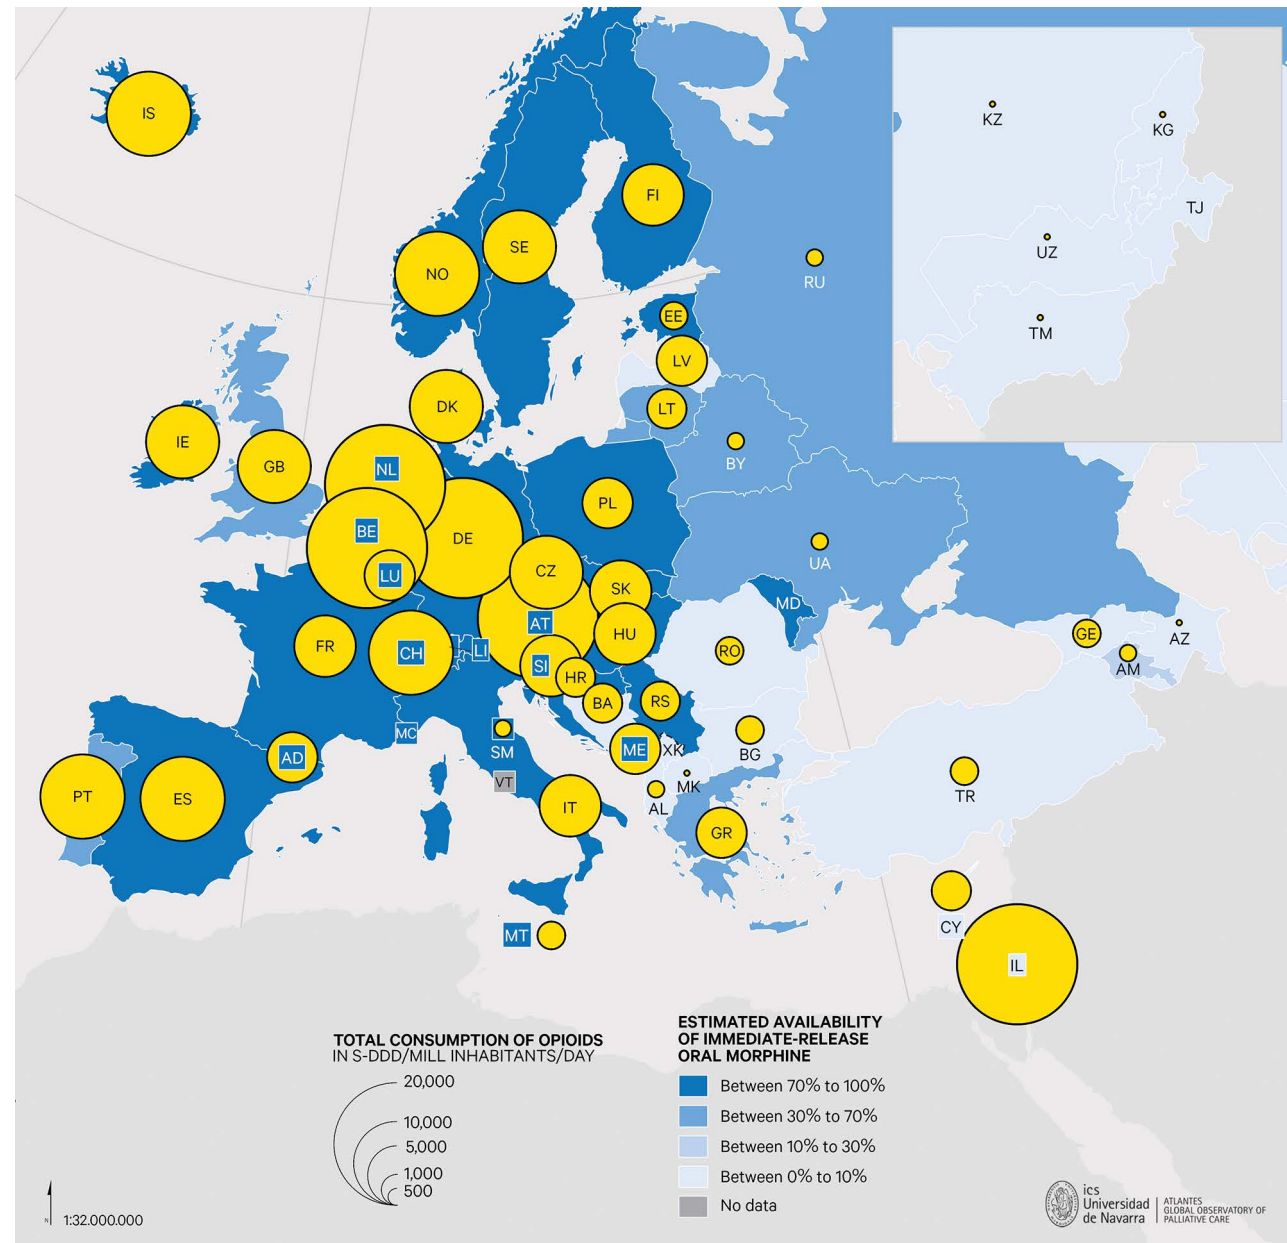 IS
KZ
KG
TJ
UZ
TM
FI
SE
NO
RU
EE
LV
DK
LT
IE
GB
NL
BY
PL
BE
DE
UA
CZ
LU
SK
MD
AT
HU
FR
CH
LI
SI
RO
GE
AZ
AM
HR
BA
RS
MC
SM
ME
XK
BG
AD
VT
MK
AL
TR
PT
ES
IT
GR
CY
MT
IL
TOTAL CONSUMPTION OF OPIOIDS
IN S-DDD/MILL INHABITANTS/DAY
20,000
10,000
5,000
1,000
500
ESTIMATED AVAILABILITY
OF IMMEDIATE-RELEASE
ORAL MORPHINE
Between 70% to 100%
Between 30% to 70%
Between 10% to 30%
Between 0% to 10%
No data
N
1:32.000.000
ics
Universidad
de Navarra
ATLANTES
GLOBAL OBSERVATORY OF
PALLIATIVE CARE